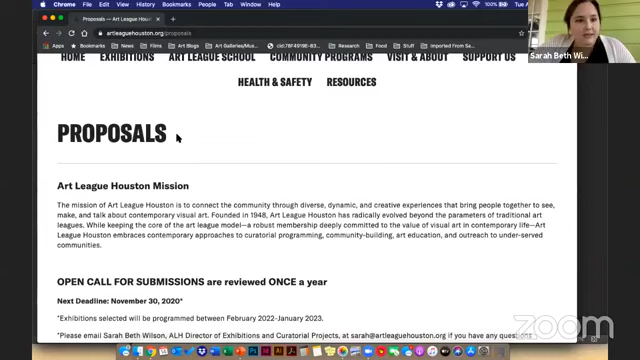 Chrome File Edit View History Bookmarks People Tab Window Help
100%
Proposals — Art League Houston
artleaguehouston.org/proposals
Apps Bookmarks News Films Art Blogs
Research Food Stuff Imported From Sa...
HOME EXHIBITIONS ART LEAGUE SCHOOL COMMUNITY PROGRAMS VISIT & ABOUT SUPPORT US
Sarah Beth Wi...
HEALTH & SAFETY RESOURCES
PROPOSALS
Art League Houston Mission
The mission of Art League Houston is to connect the community through diverse, dynamic, and creative experiences that bring people together to see,
make, and talk about contemporary visual art. Founded in 1948, Art League Houston has radically evolved beyond the parameters of traditional art
leagues. While keeping the core of the art league model—a robust membership deeply committed to the value of visual art in contemporary life—Art
League Houston embraces contemporary approaches to curatorial programming, community-building, art education, and outreach to under-served
communities.
OPEN CALL FOR SUBMISSIONS are reviewed ONCE a year
Next Deadline: November 30, 2020*
*Exhibitions selected will be programmed between February 2022-January 2023.
*Please email Sarah Beth Wilson, ALH Director of Exhibitions and Curatorial Projects, at sarah@artleaguehouston.org if you have any questions
zoom